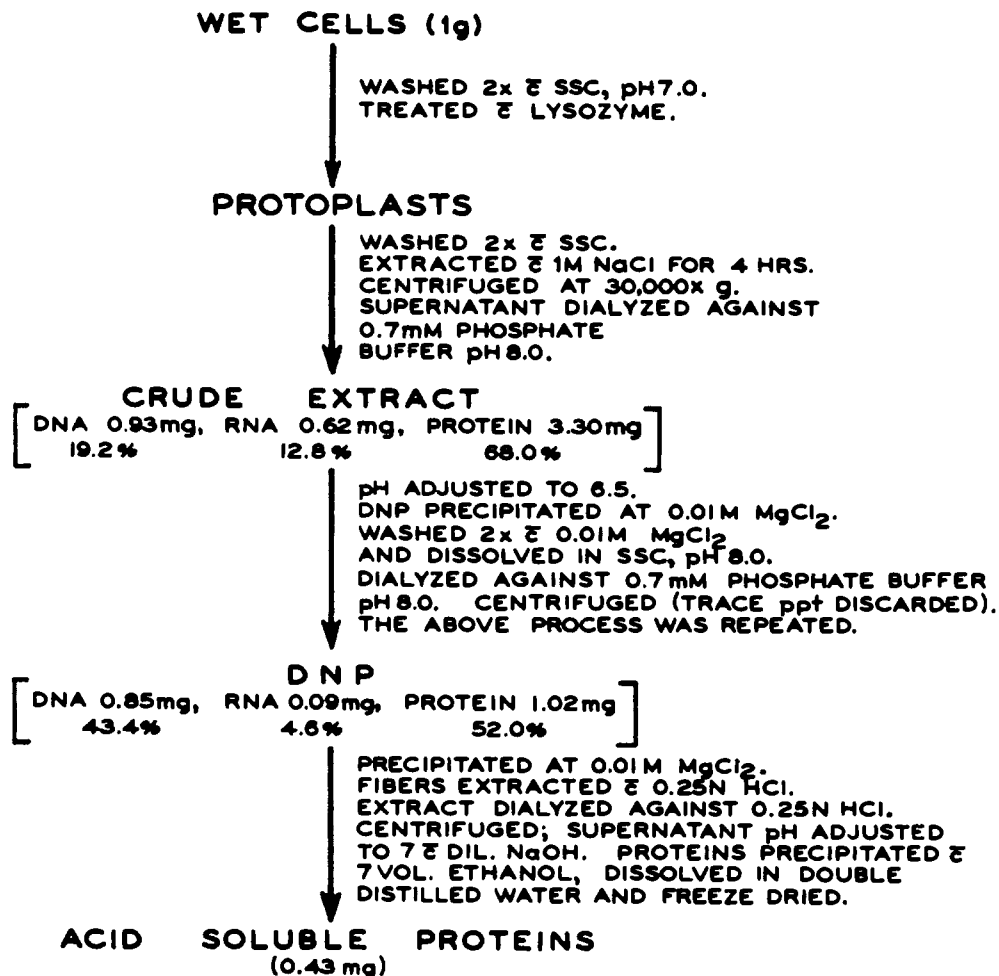 WET CELLS (1g)
WASHED 2x c̄ SSC, pH7.0.
TREATED c̄ LYSOZYME.
PROTOPLASTS
WASHED 2x c̄ SSC.
EXTRACTED c̄ 1M NaCl FOR 4 HRS.
CENTRIFUGED AT 30,000x g.
SUPERNATANT DIALYZED AGAINST
0.7mM PHOSPHATE
BUFFER pH8.0.
CRUDE EXTRACT
[DNA 0.93mg, RNA 0.62mg, PROTEIN 3.30mg]
19.2% 12.8% 68.0%
pH ADJUSTED TO 6.5.
DNP PRECIPITATED AT 0.01M MgCl₂.
WASHED 2x c̄ 0.01M MgCl₂
AND DISSOLVED IN SSC, pH 8.0.
DIALYZED AGAINST 0.7mM PHOSPHATE BUFFER
pH8.0. CENTRIFUGED (TRACE ppt DISCARDED).
THE ABOVE PROCESS WAS REPEATED.
DNP
[DNA 0.85mg, RNA 0.09mg, PROTEIN 1.02mg]
43.4% 4.6% 52.0%
PRECIPITATED AT 0.01M MgCl₂.
FIBERS EXTRACTED c̄ 0.25N HCl.
EXTRACT DIALYZED AGAINST 0.25N HCl.
CENTRIFUGED; SUPERNATANT pH ADJUSTED
TO 7 c̄ DIL. NaOH. PROTEINS PRECIPITATED c̄
7 VOL. ETHANOL, DISSOLVED IN DOUBLE
DISTILLED WATER AND FREEZE DRIED.
ACID SOLUBLE PROTEINS
(0.43 mg)